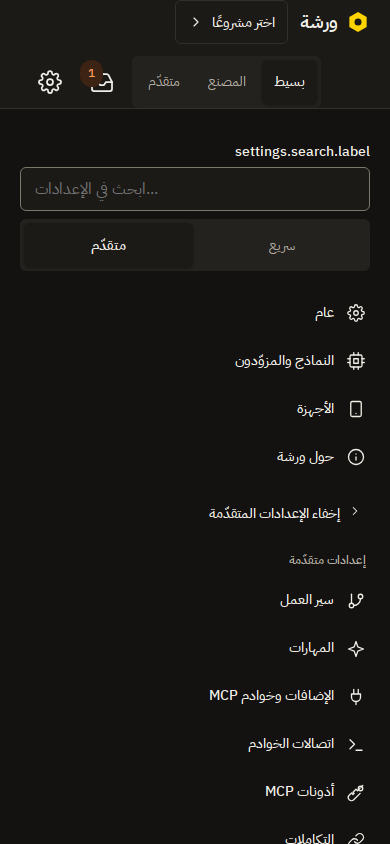 ورشة
اختر مشروعًا
بسيط
المصنع
متقدّم
1
settings.search.label
ابحث في الإعدادات...
سريع
متقدّم
عام
النماذج والمزوّدون
الأجهزة
حول ورشة
إخفاء الإعدادات المتقدّمة
إعدادات متقدّمة
سير العمل
المهارات
الإضافات وخوادم MCP
اتصالات الخوادم
أذونات MCP
التكاملات